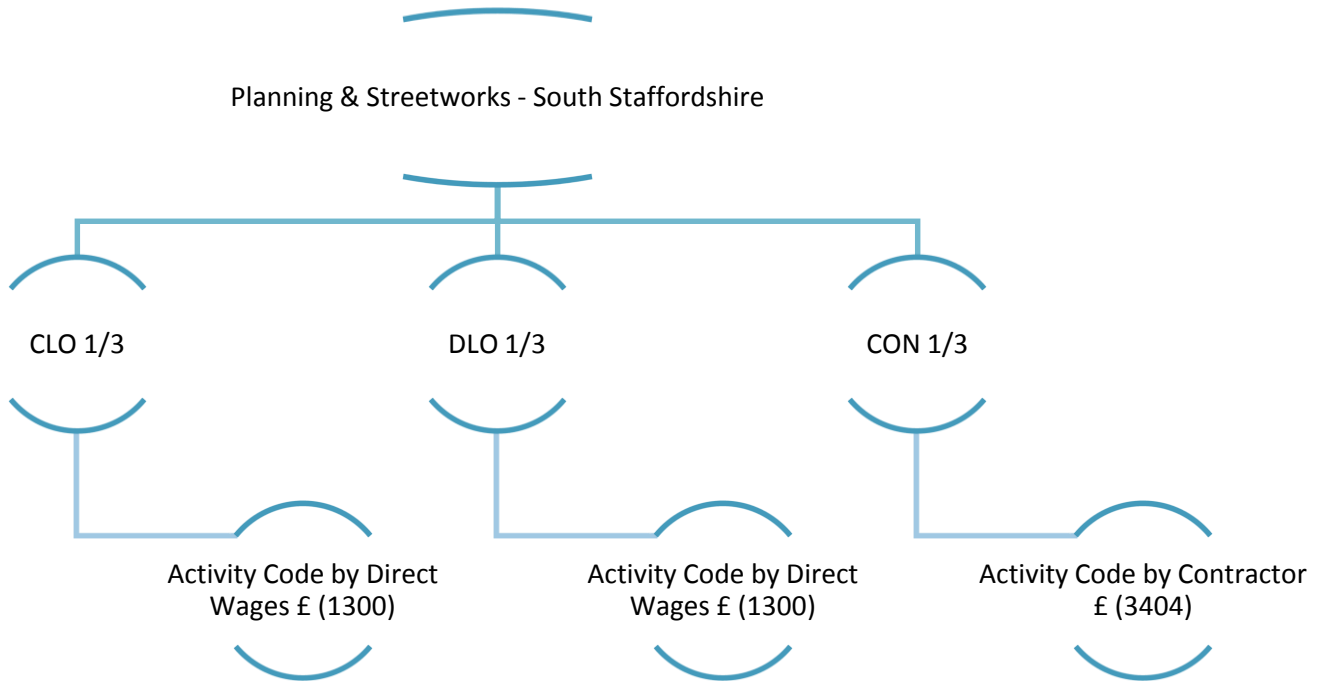 Planning & Streetworks - South Staffordshire
CLO 1/3
DLO 1/3
CON 1/3
Activity Code by Direct
Wages £ (1300)
Activity Code by Direct
Wages £ (1300)
Activity Code by Contractor
£ (3404)